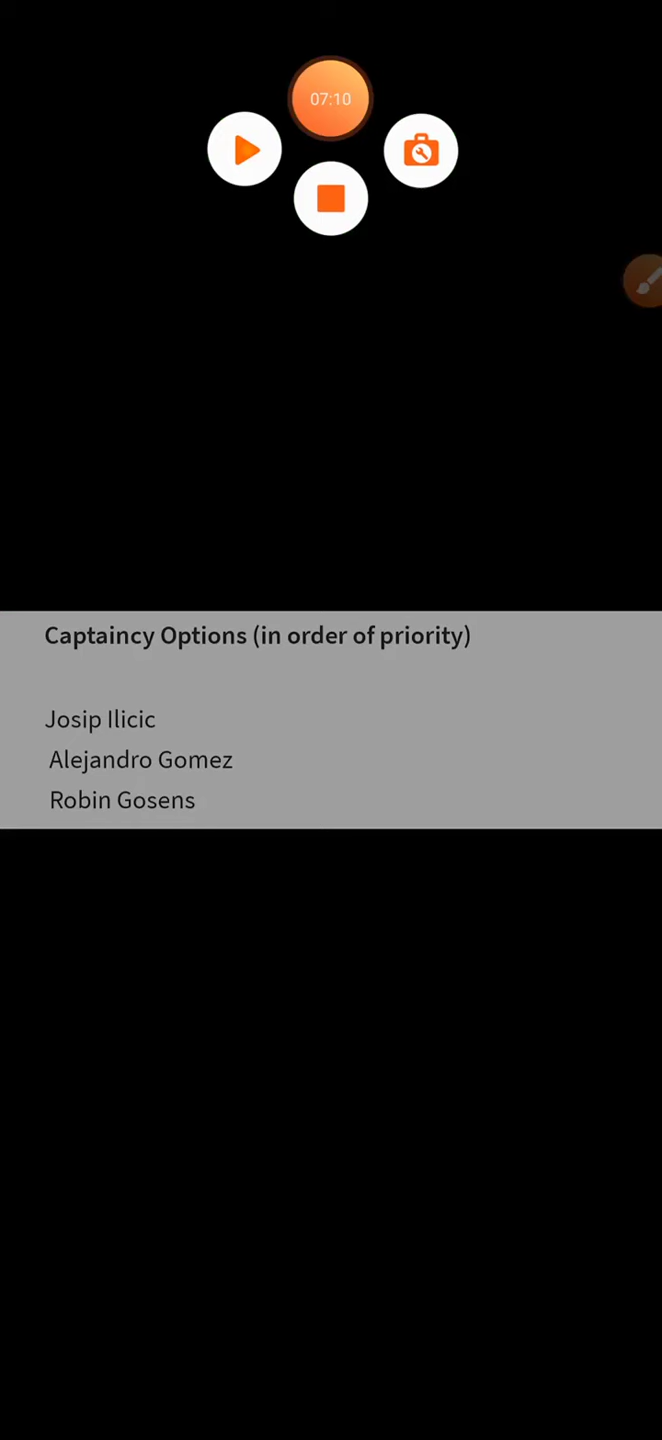 07:10
Captaincy Options (in order of priority)
Josip Ilicic
Alejandro Gomez
Robin Gosens